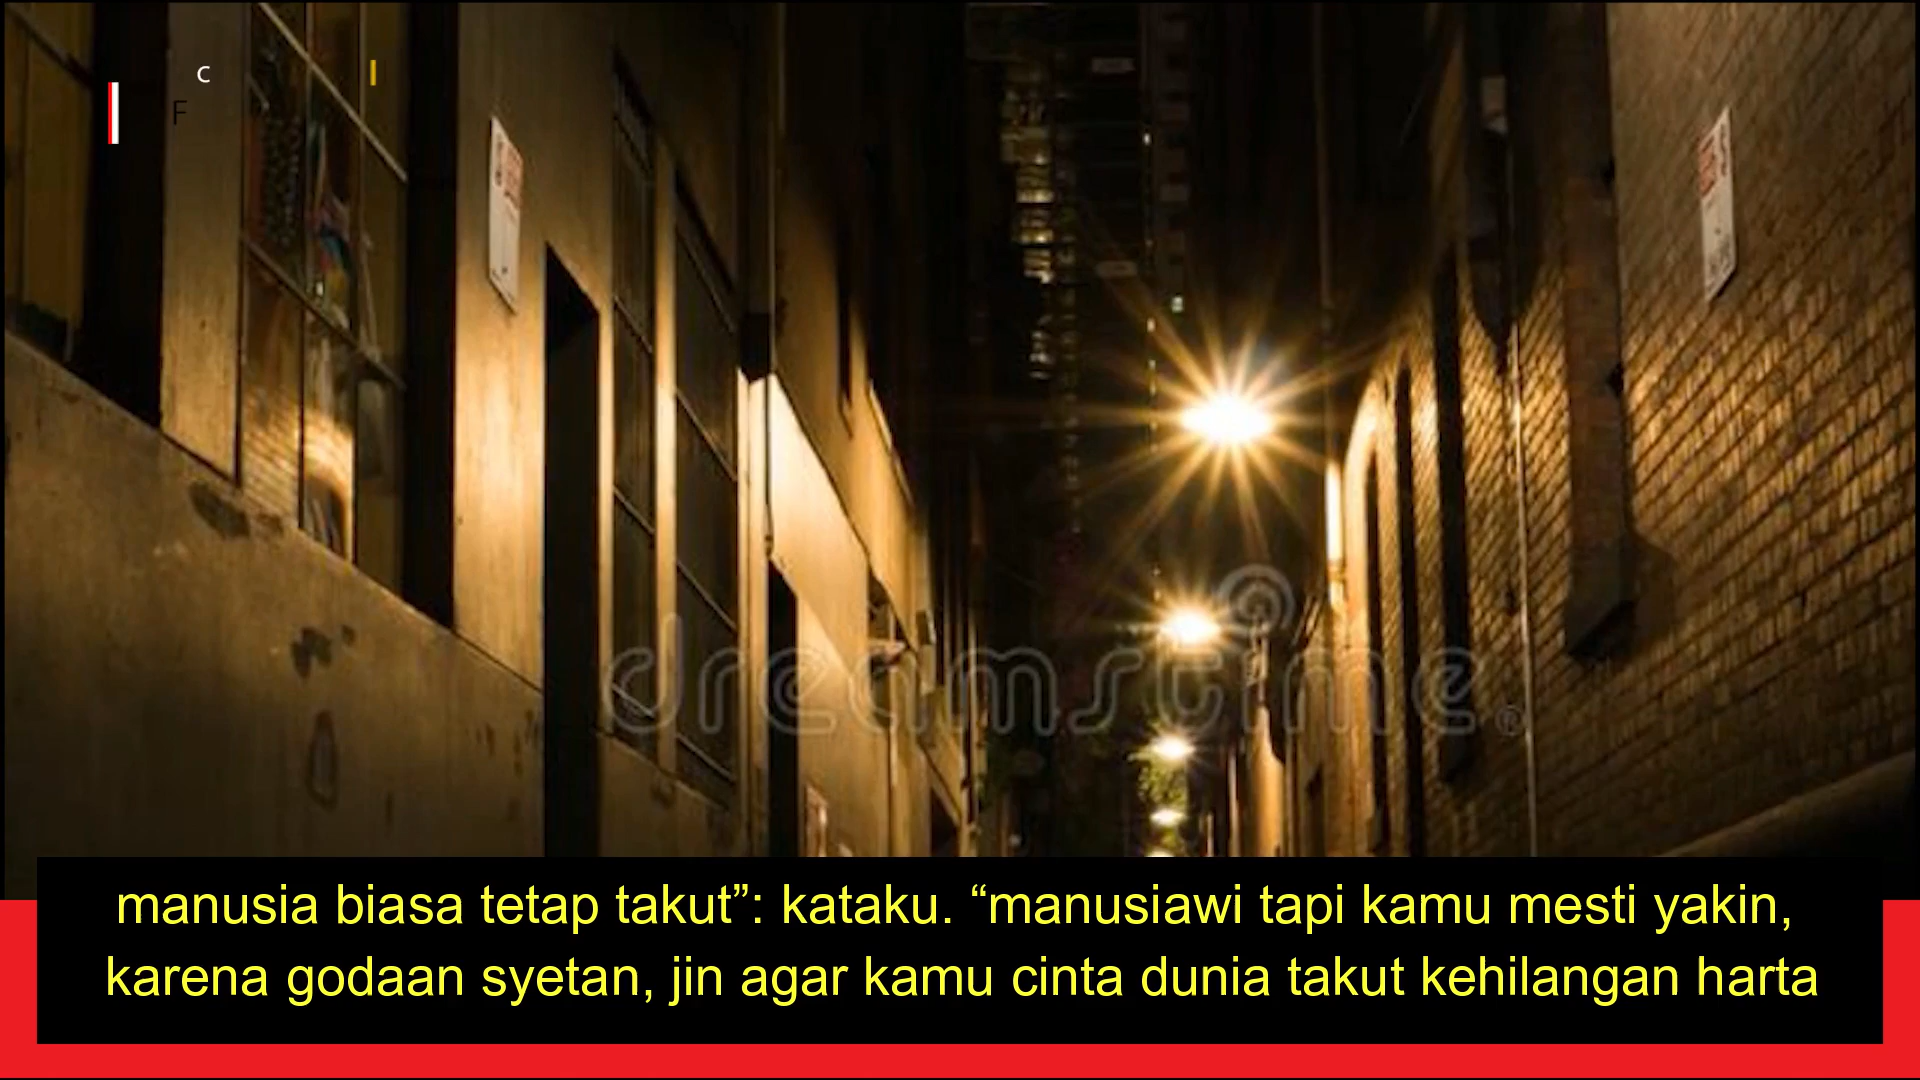 C
F
dreamstime®
manusia biasa tetap takut”: kataku. “manusiawi tapi kamu mesti yakin,
karena godaan syetan, jin agar kamu cinta dunia takut kehilangan harta